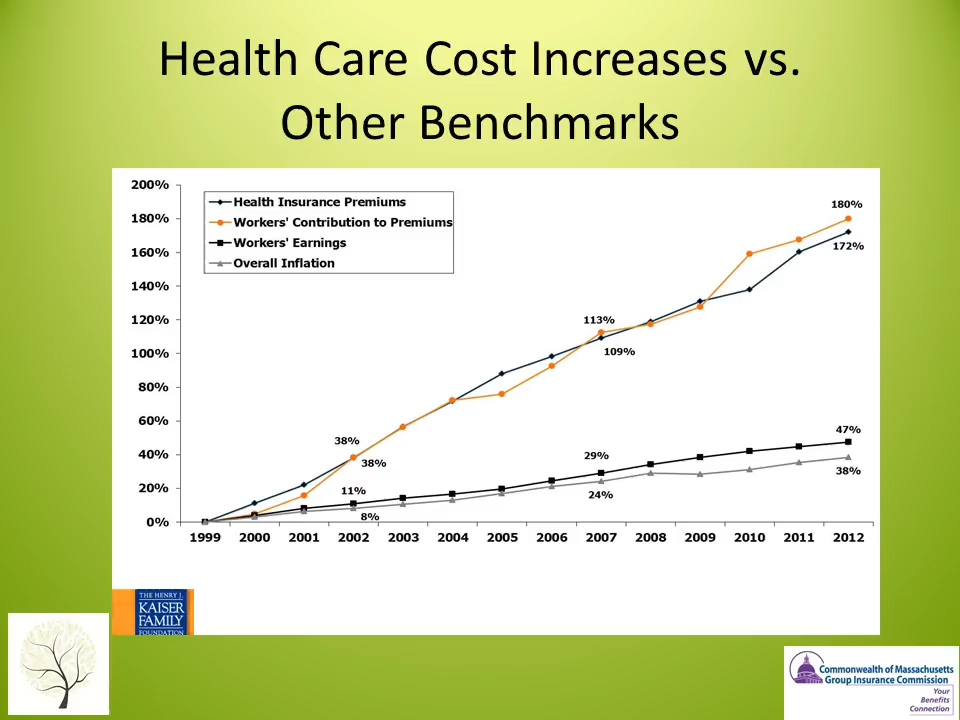 Health Care Cost Increases vs.
Other Benchmarks
200%
180%
160%
140%
120%
100%
80%
60%
40%
20%
0%
Health Insurance Premiums
Workers' Contribution to Premiums
Workers' Earnings
Overall Inflation
180%
172%
113%
109%
38%
38%
47%
38%
29%
24%
11%
8%
1999 2000 2001 2002 2003 2004 2005 2006 2007 2008 2009 2010 2011 2012
THE HENRY J.
KAISER
FAMILY
FOUNDATION
Commonwealth of Massachusetts
Group Insurance Commission
Your
Benefits
Connection